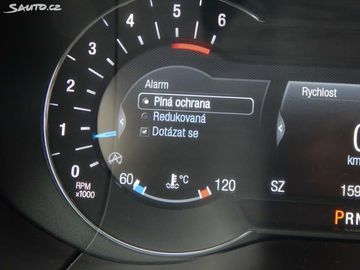 Sauto.cz
0
1
2
3
4
5
6
RPM
x1000
Alarm
Plná ochrana
Redukovaná
Dotázat se
60 °C 120
Rychlost
km
SZ 159
PRN